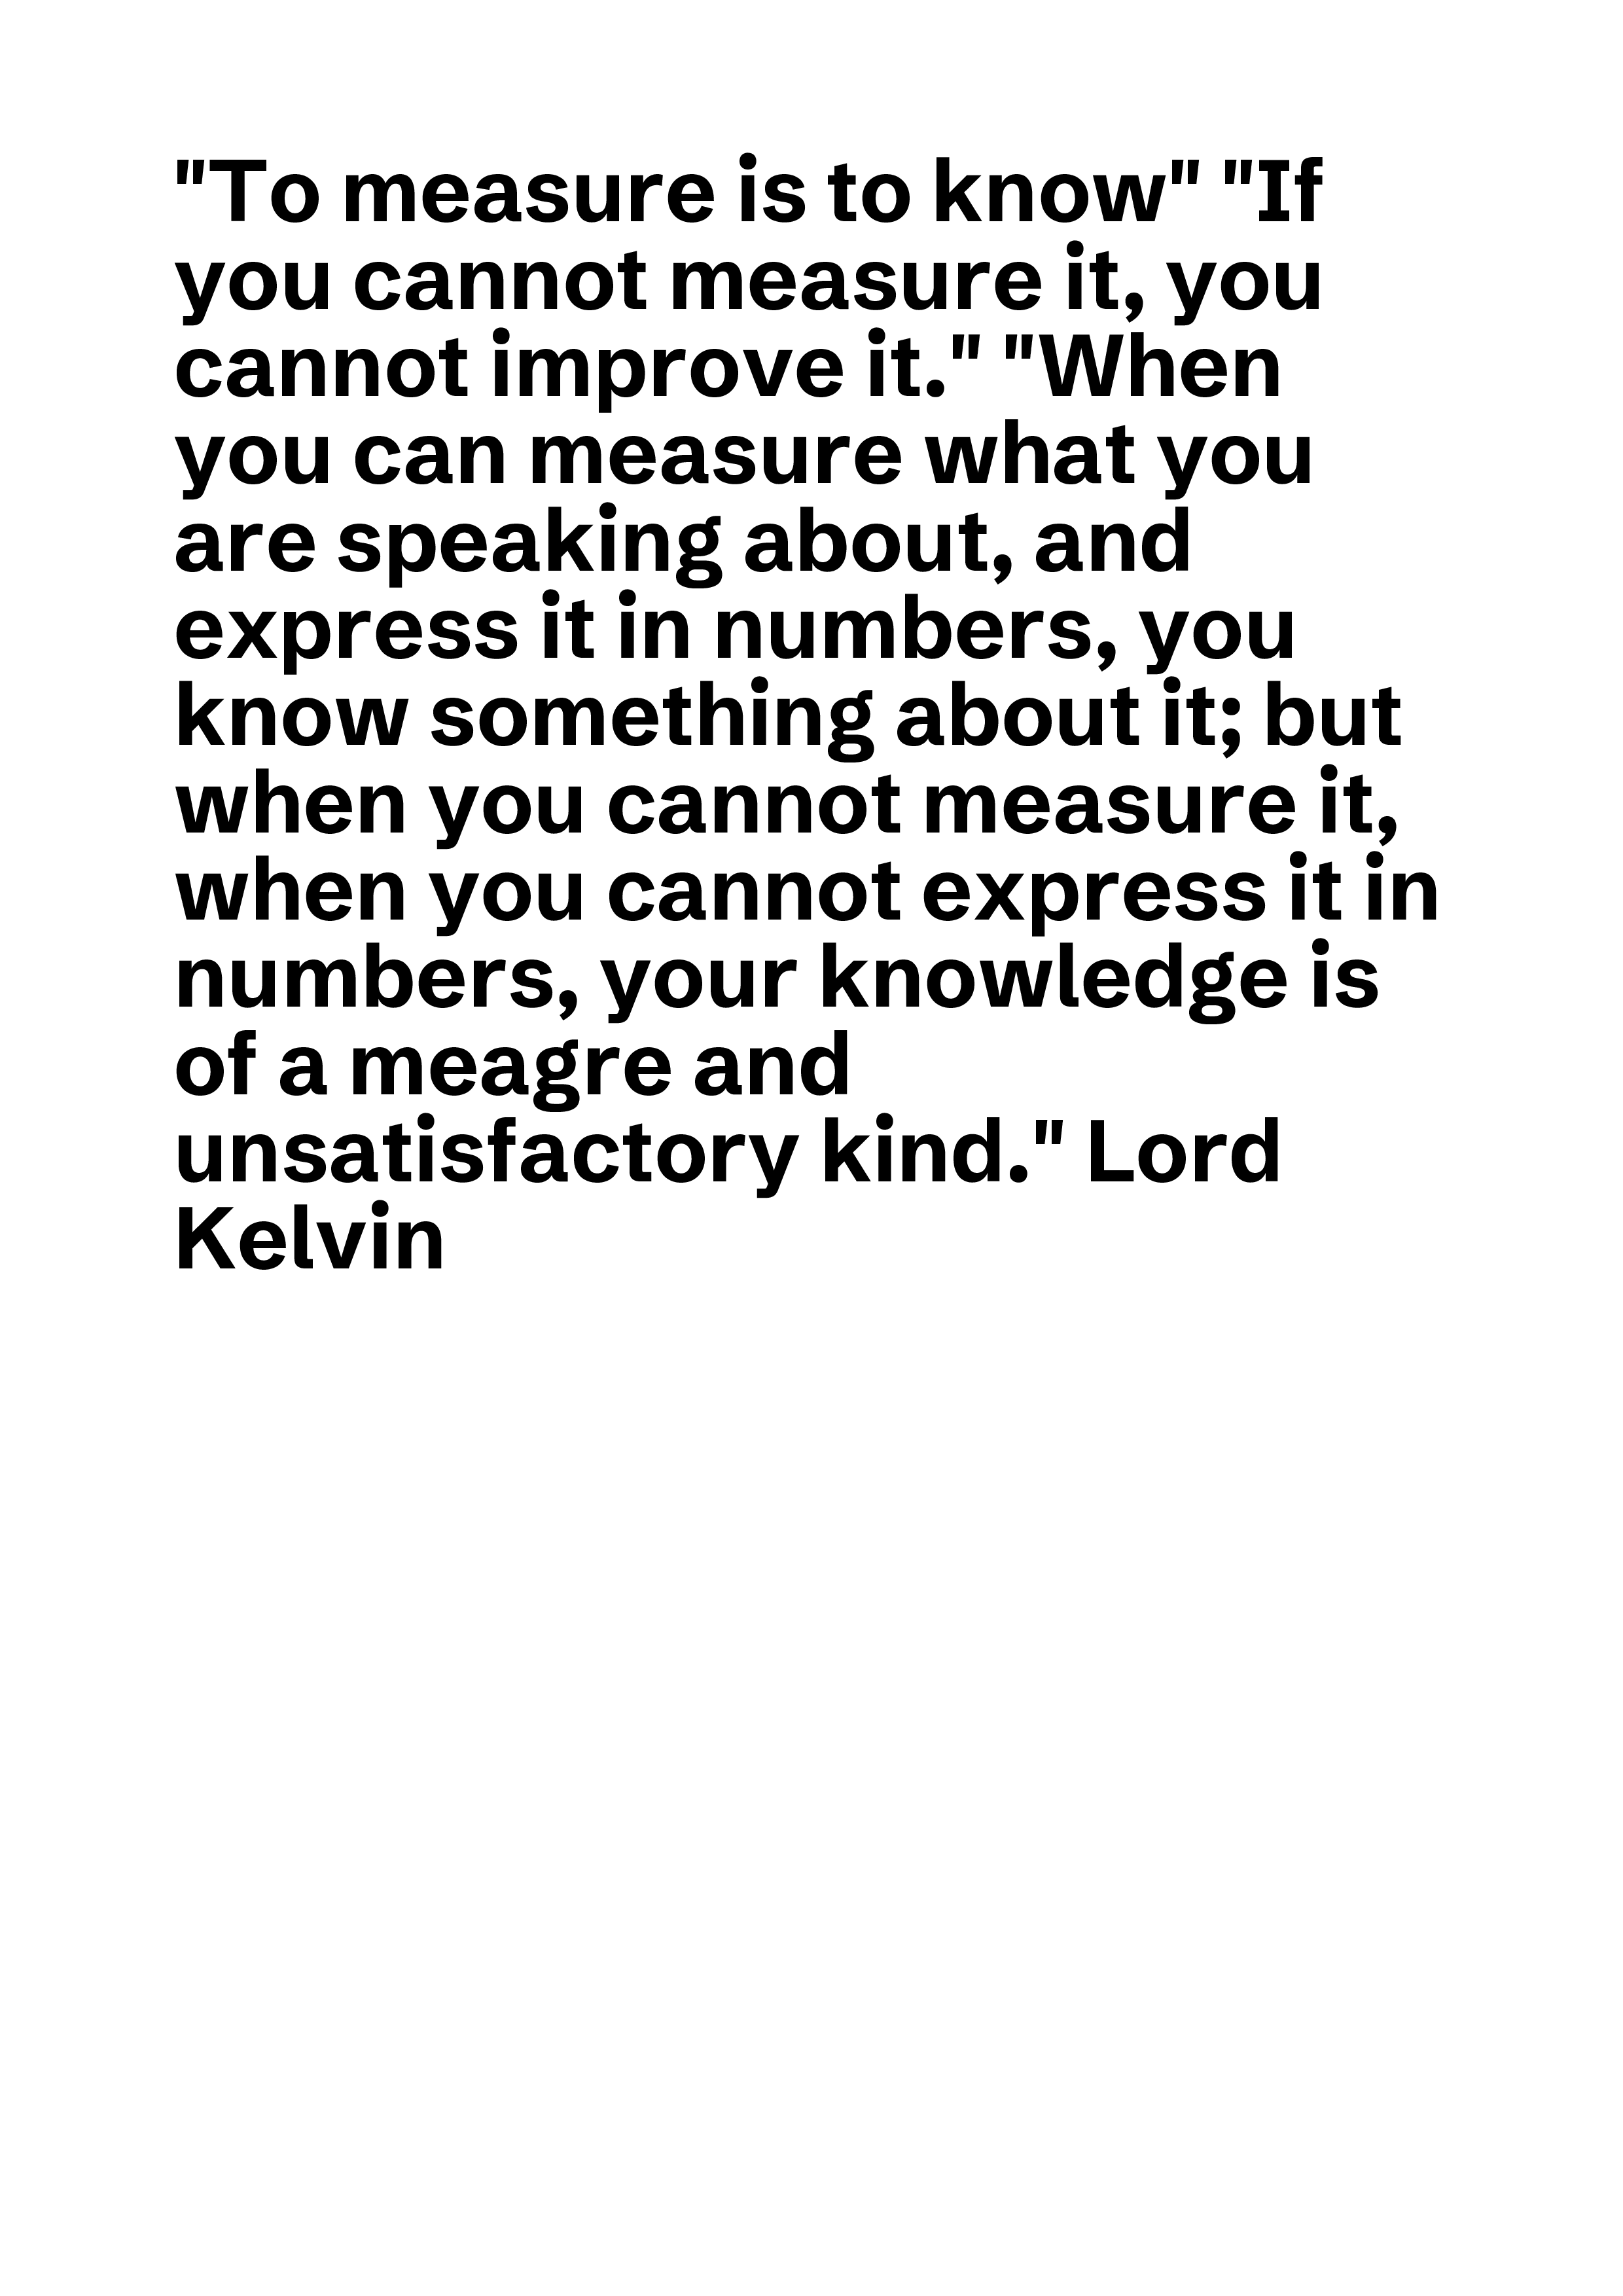 "To measure is to know" "If
you cannot measure it, you
cannot improve it." "When
you can measure what you
are speaking about, and
express it in numbers, you
know something about it; but
when you cannot measure it,
when you cannot express it in
numbers, your knowledge is
of a meagre and
unsatisfactory kind." Lord
Kelvin